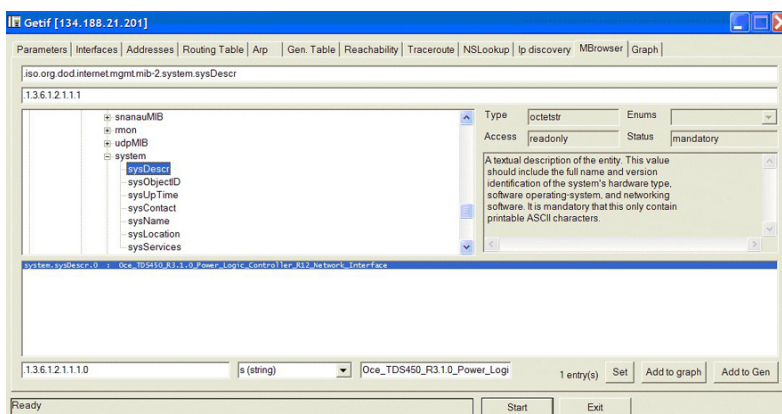 Getif [134.188.21.201]
Parameters Interfaces Addresses Routing Table Arp Gen. Table Reachability Traceroute NSLookup Ip discovery MBrowser Graph
.iso.org.dod.internet.mgmt.mib-2.system.sysDescr
.1.3.6.1.2.1.1.1
snanauMIB
rmon
udpMIB
system
sysDescr
sysObjectID
sysUpTime
sysContact
sysName
sysLocation
sysServices
Type octetstr Enums
Access readonly Status mandatory
A textual description of the entity. This value
should include the full name and version
identification of the system's hardware type,
software operating-system, and networking
software. It is mandatory that this only contain
printable ASCII characters.
system.sysDescr.0 : Oce_TDS450_R3.1.0_Power_Logic_Controller_R12_Network_Interface
.1.3.6.1.2.1.1.1.0 s (string) Oce_TDS450_R3.1.0_Power_Logi 1 entry(s) Set Add to graph Add to Gen
Ready Start Exit